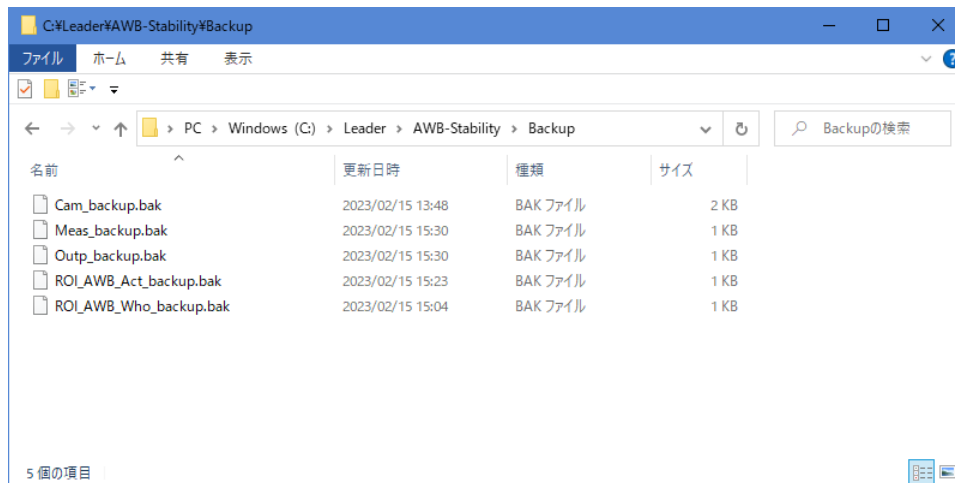 C:¥Leader¥AWB-Stability¥Backup
ファイル ホーム 共有 表示
PC > Windows (C:) > Leader > AWB-Stability > Backup Backupの検索
名前 更新日時 種類 サイズ
Cam_backup.bak 2023/02/15 13:48 BAK ファイル 2 KB
Meas_backup.bak 2023/02/15 15:30 BAK ファイル 1 KB
Outp_backup.bak 2023/02/15 15:30 BAK ファイル 1 KB
ROI_AWB_Act_backup.bak 2023/02/15 15:23 BAK ファイル 1 KB
ROI_AWB_Who_backup.bak 2023/02/15 15:04 BAK ファイル 1 KB
5 個の項目